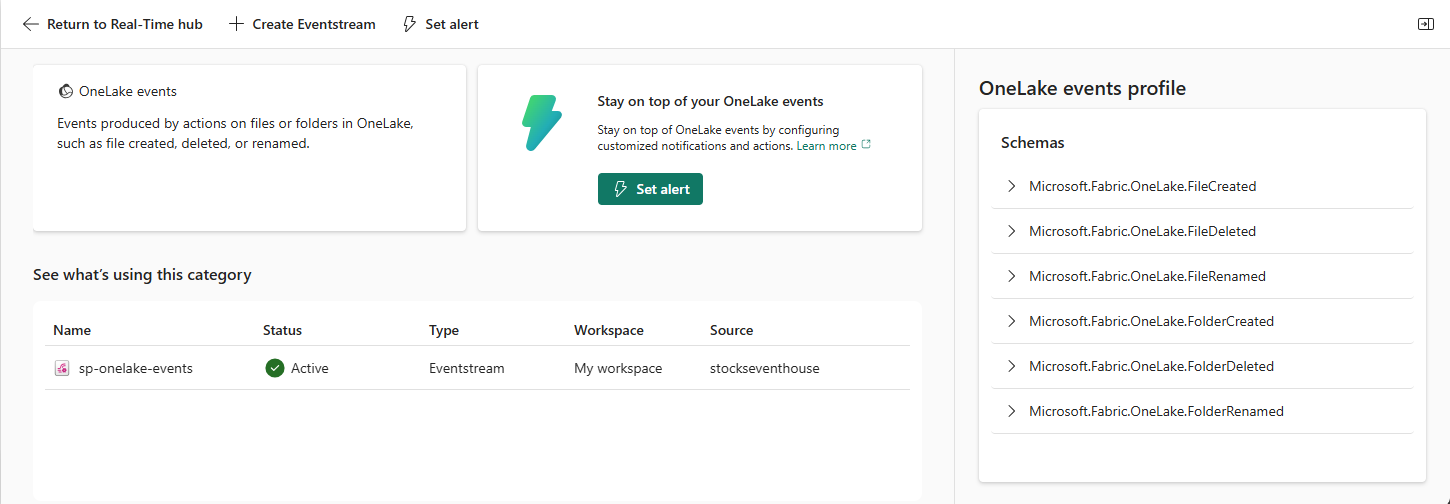 Return to Real-Time hub
Create Eventstream
Set alert
OneLake events
Events produced by actions on files or folders in OneLake,
such as file created, deleted, or renamed.
Stay on top of your OneLake events
Stay on top of OneLake events by configuring
customized notifications and actions. Learn more
Set alert
See what's using this category
Name Status Type Workspace Source
sp-onelake-events Active Eventstream My workspace stockseventhouse
OneLake events profile
Schemas
Microsoft.Fabric.OneLake.FileCreated
Microsoft.Fabric.OneLake.FileDeleted
Microsoft.Fabric.OneLake.FileRenamed
Microsoft.Fabric.OneLake.FolderCreated
Microsoft.Fabric.OneLake.FolderDeleted
Microsoft.Fabric.OneLake.FolderRenamed